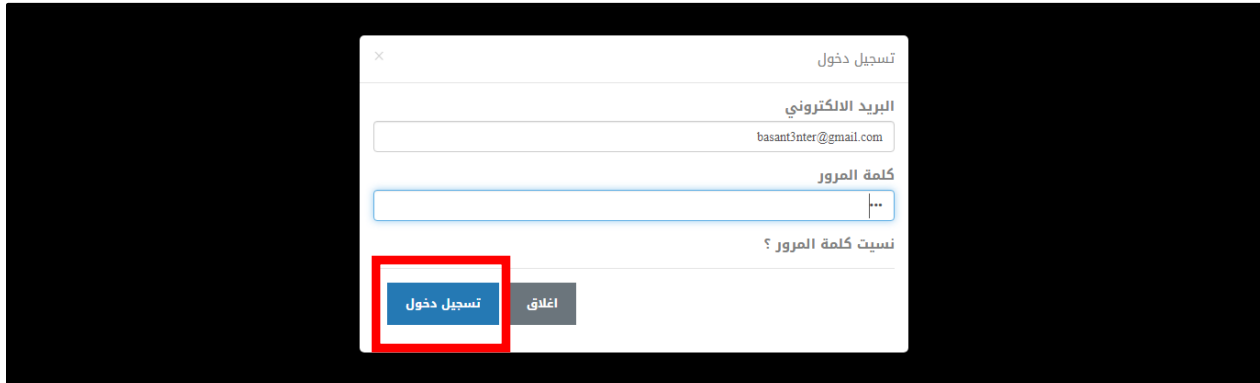 تسجيل دخول ×
البريد الالكتروني
basant3nter@gmail.com
كلمة المرور
•••
نسيت كلمة المرور ؟
اغلاق تسجيل دخول